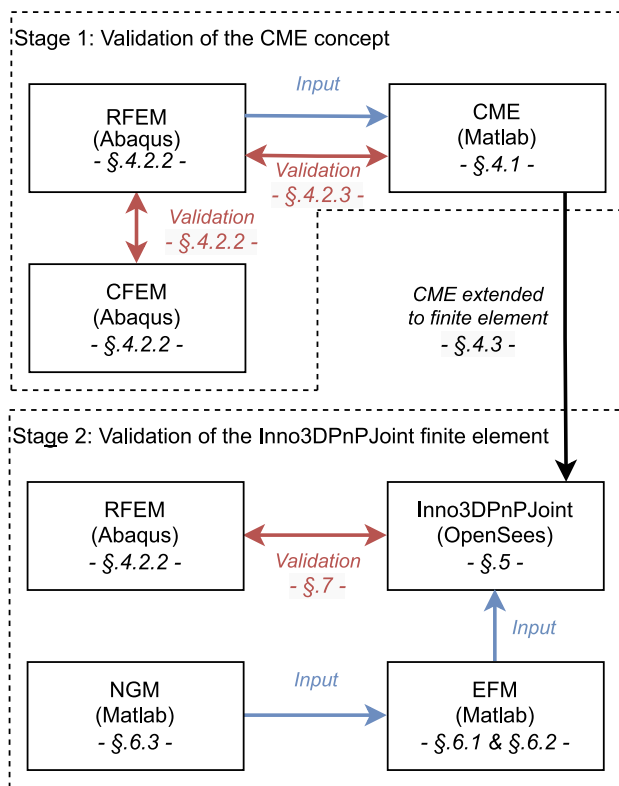 Stage 1: Validation of the CME concept
RFEM
(Abaqus)
- §.4.2.2 -
Input
CME
(Matlab)
- §.4.1 -
Validation
- §.4.2.3 -
Validation
- §.4.2.2 -
CFEM
(Abaqus)
- §.4.2.2 -
CME extended
to finite element
- §.4.3 -
Stage 2: Validation of the Inno3DPnPJoint finite element
RFEM
(Abaqus)
- §.4.2.2 -
Validation
- §.7 -
Inno3DPnPJoint
(OpenSees)
- §.5 -
Input
NGM
(Matlab)
- §.6.3 -
Input
EFM
(Matlab)
- §.6.1 & §.6.2 -